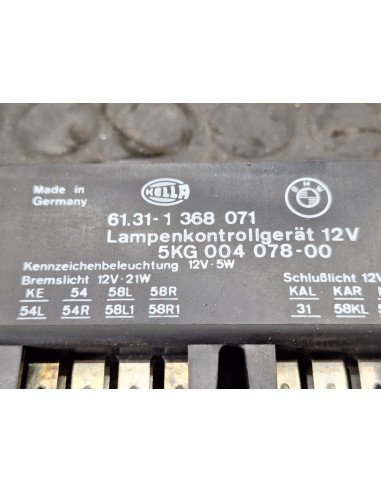 Made in
Germany
HELLA
BMW
61.31-1 368 071
Lampenkontrollgerät 12V
5KG 004 078-00
Kennzeichenbeleuchtung 12V-5W
Bremslicht 12V-21W
KE 54 58L 58R
54L 54R 58L1 58R1
Schlußlicht 12V
KAL KAR
31 58KL